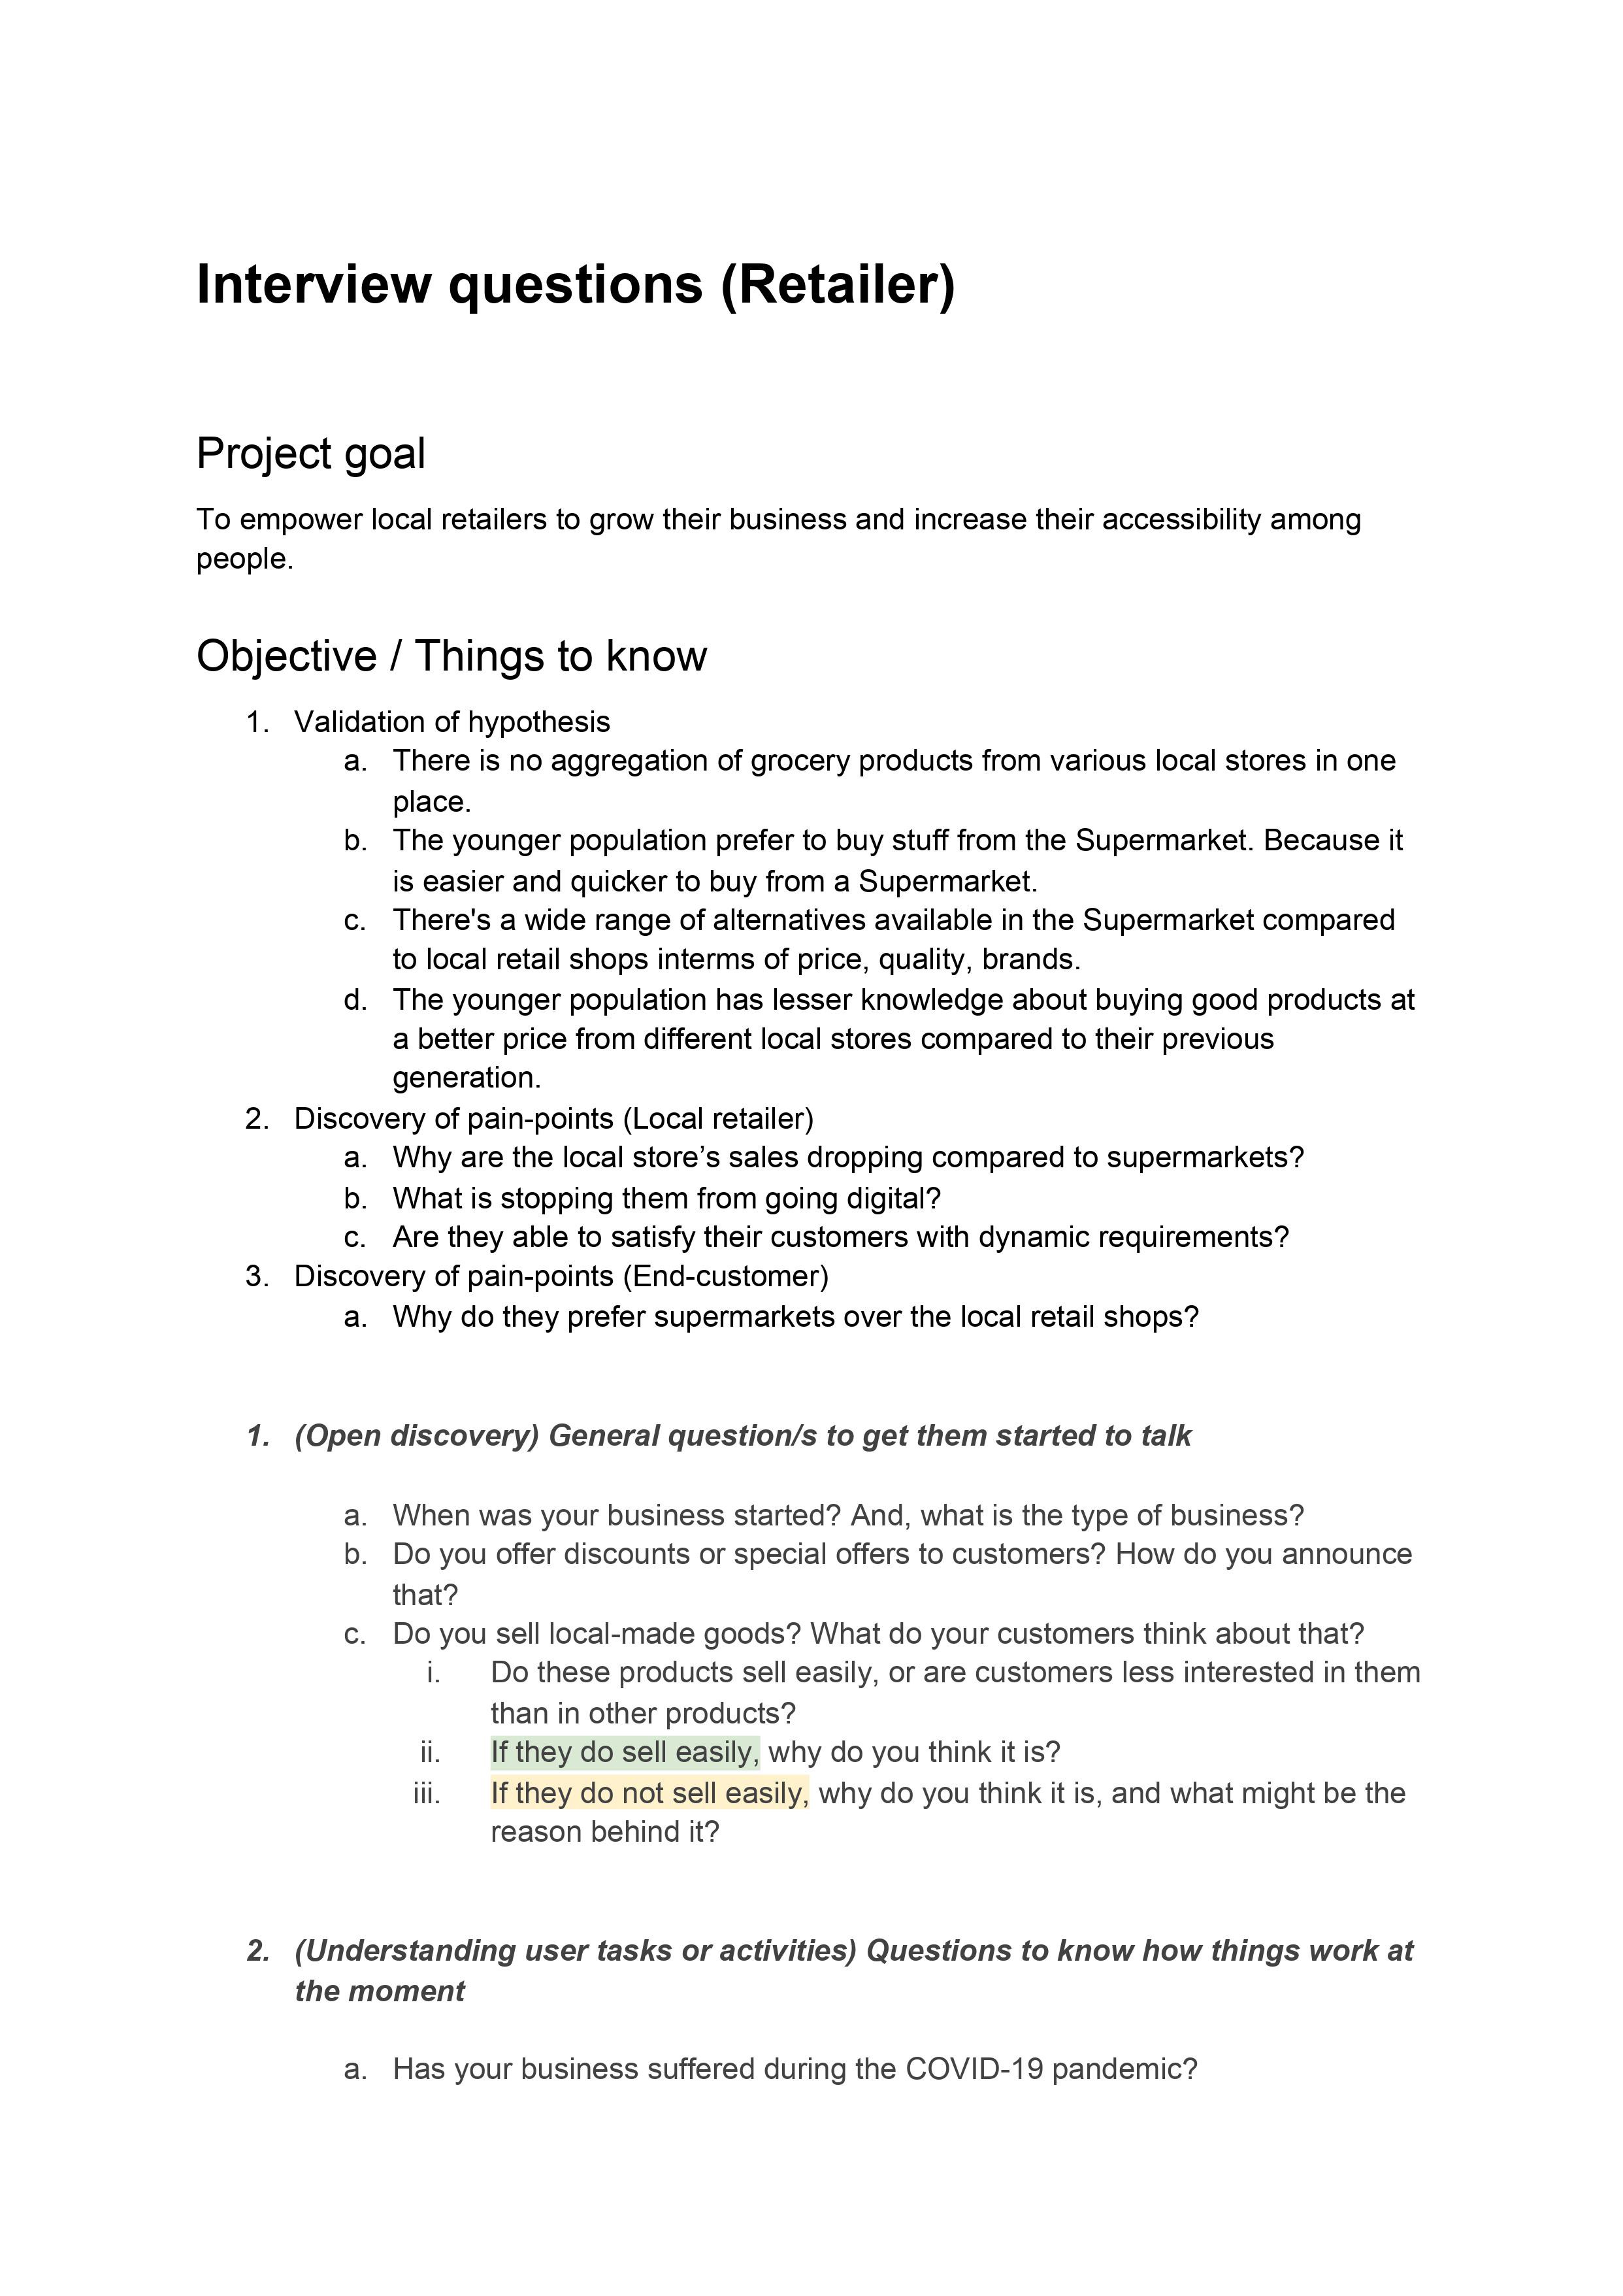 Interview questions (Retailer)
Project goal
To empower local retailers to grow their business and increase their accessibility among
people.
Objective / Things to know
1. Validation of hypothesis
a. There is no aggregation of grocery products from various local stores in one
place.
b. The younger population prefer to buy stuff from the Supermarket. Because it
is easier and quicker to buy from a Supermarket.
c. There's a wide range of alternatives available in the Supermarket compared
to local retail shops interms of price, quality, brands.
d. The younger population has lesser knowledge about buying good products at
a better price from different local stores compared to their previous
generation.
2. Discovery of pain-points (Local retailer)
a. Why are the local store’s sales dropping compared to supermarkets?
b. What is stopping them from going digital?
c. Are they able to satisfy their customers with dynamic requirements?
3. Discovery of pain-points (End-customer)
a. Why do they prefer supermarkets over the local retail shops?
1. (Open discovery) General question/s to get them started to talk
a. When was your business started? And, what is the type of business?
b. Do you offer discounts or special offers to customers? How do you announce
that?
c. Do you sell local-made goods? What do your customers think about that?
i. Do these products sell easily, or are customers less interested in them
than in other products?
ii. If they do sell easily, why do you think it is?
iii. If they do not sell easily, why do you think it is, and what might be the
reason behind it?
2. (Understanding user tasks or activities) Questions to know how things work at
the moment
a. Has your business suffered during the COVID-19 pandemic?